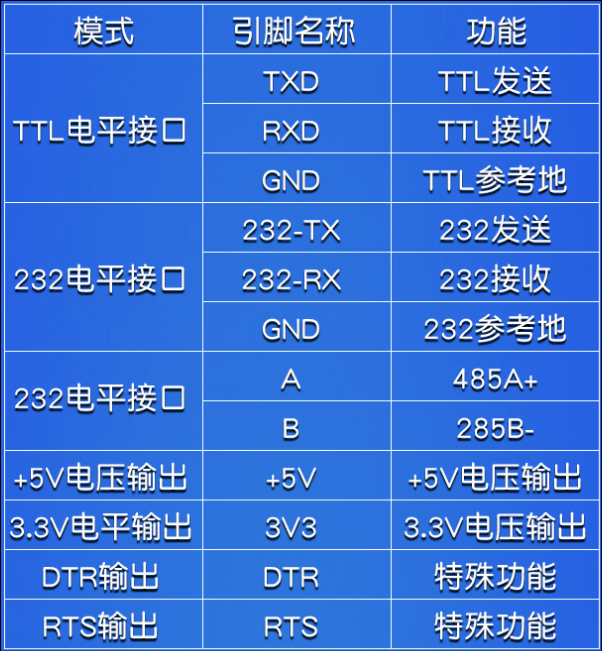 模式 引脚名称 功能
TTL电平接口 TXD TTL发送
RXD TTL接收
GND TTL参考地
232电平接口 232-TX 232发送
232-RX 232接收
GND 232参考地
232电平接口 A 485A+
B 285B-
+5V电压输出 +5V +5V电压输出
3.3V电平输出 3V3 3.3V电压输出
DTR输出 DTR 特殊功能
RTS输出 RTS 特殊功能